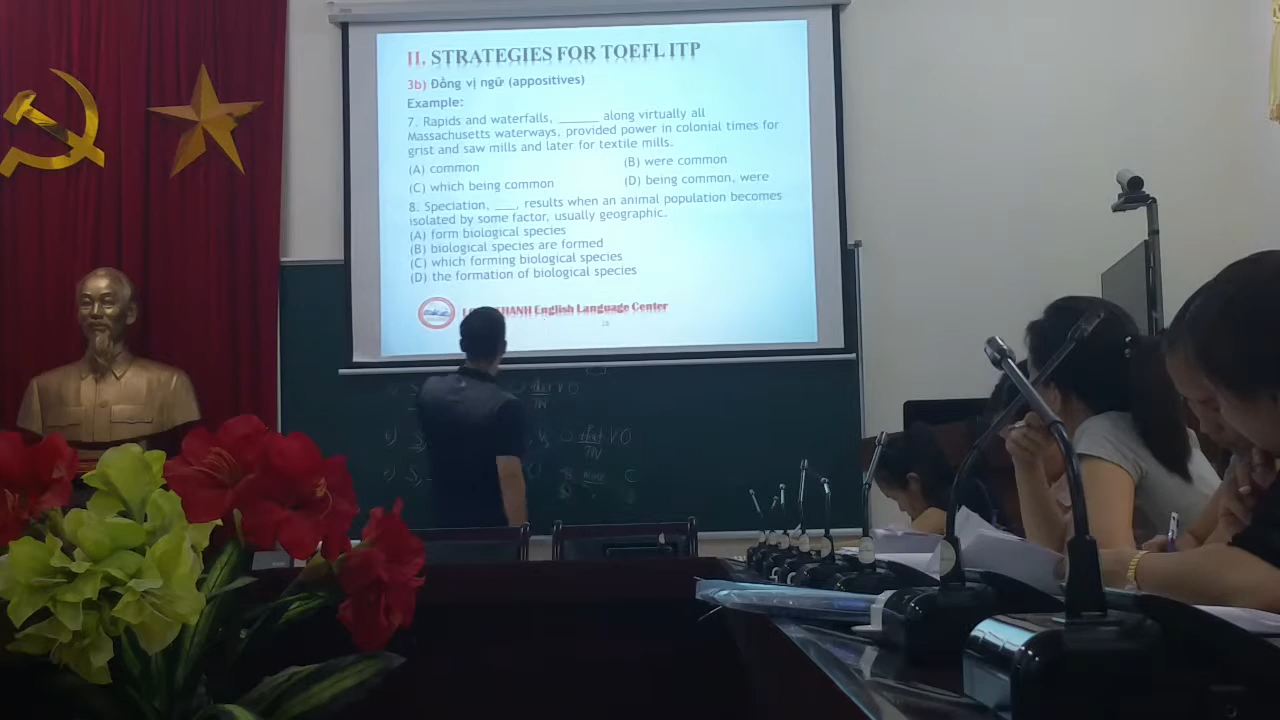 II. STRATEGIES FOR TOEFL ITP
3b) Đồng vị ngữ (appositives)
Example:
7. Rapids and waterfalls, ______ along virtually all
Massachusetts waterways, provided power in colonial times for
grist and saw mills and later for textile mills.
(A) common (B) were common
(C) which being common (D) being common, were
8. Speciation, ___, results when an animal population becomes
isolated by some factor, usually geographic.
(A) form biological species
(B) biological species are formed
(C) which forming biological species
(D) the formation of biological species
English Language Center